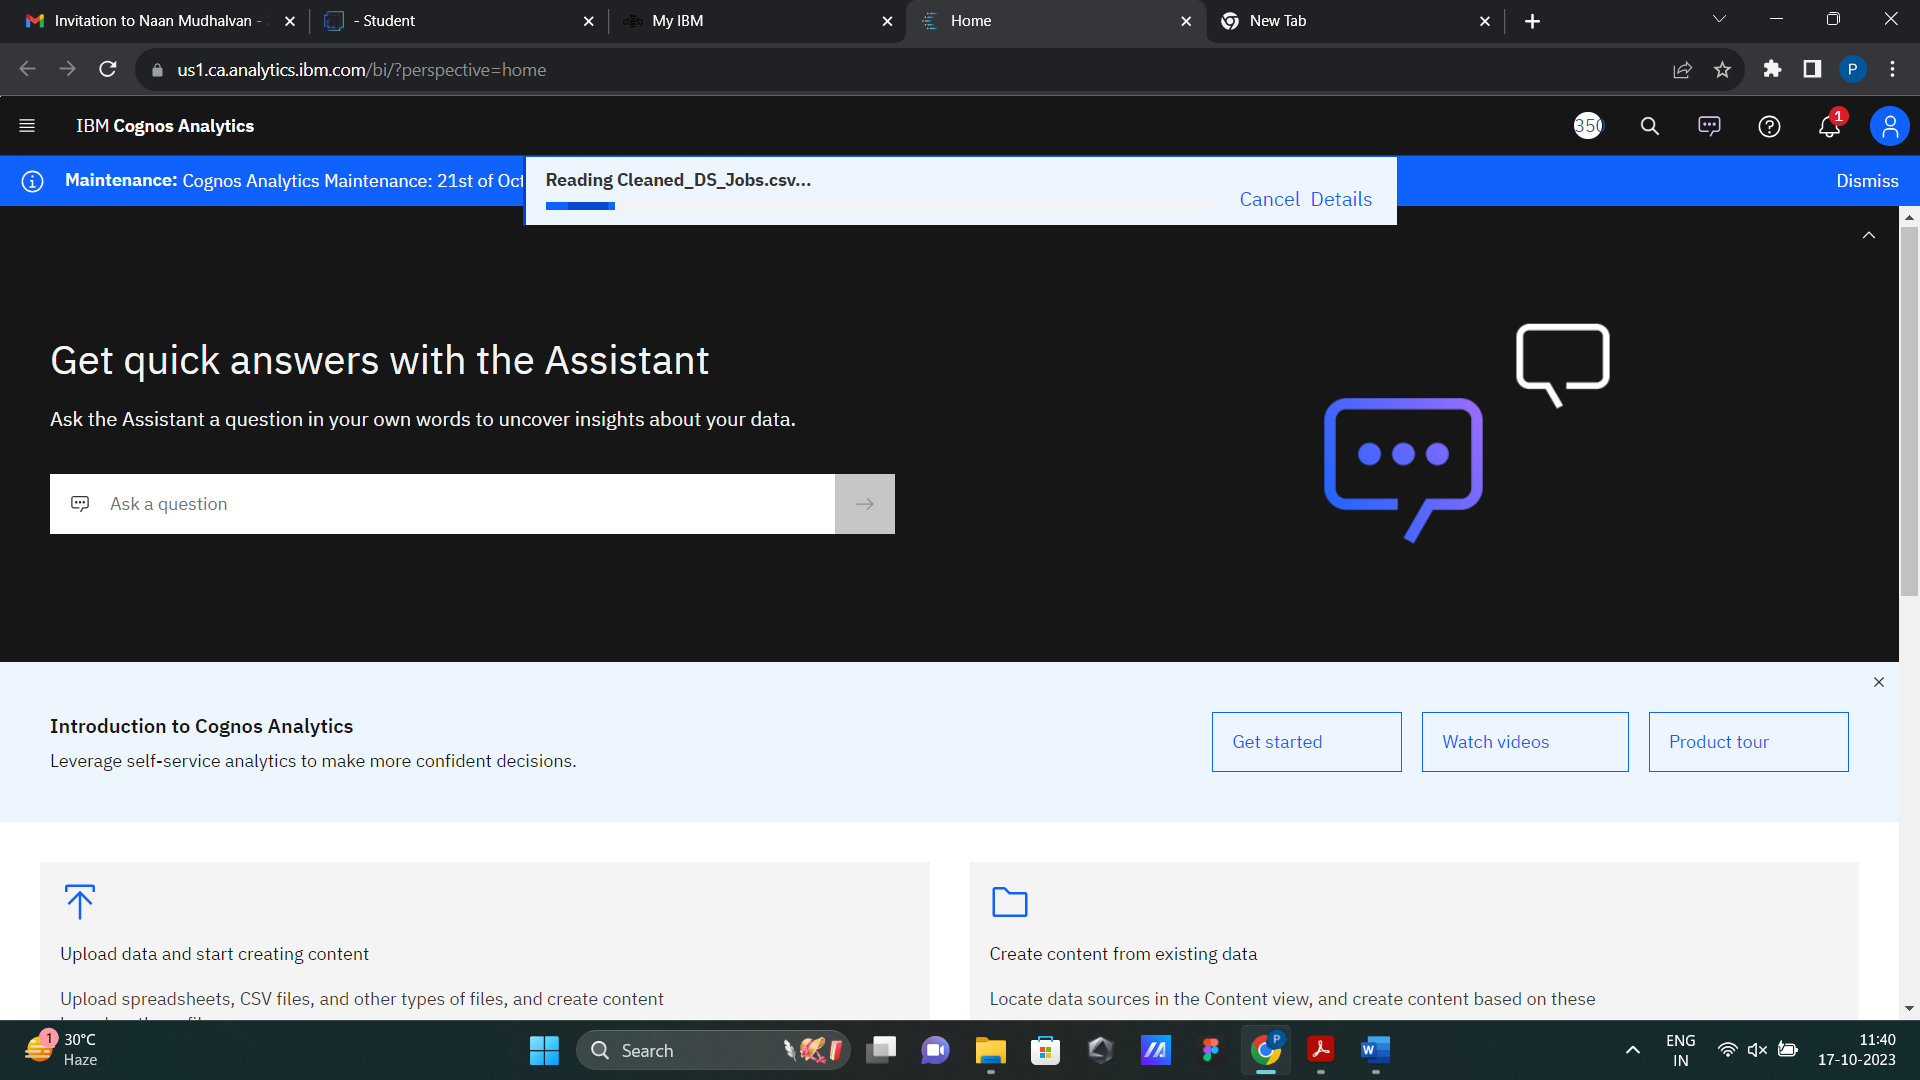 Invitation to Naan Mudhalvan -
- Student
My IBM
Home
New Tab
us1.ca.analytics.ibm.com/bi/?perspective=home
P
IBM Cognos Analytics
350
1
Maintenance: Cognos Analytics Maintenance: 21st of Oct
Dismiss
Reading Cleaned_DS_Jobs.csv...
Cancel Details
Get quick answers with the Assistant
Ask the Assistant a question in your own words to uncover insights about your data.
Ask a question
Introduction to Cognos Analytics
Leverage self-service analytics to make more confident decisions.
Get started
Watch videos
Product tour
Upload data and start creating content
Upload spreadsheets, CSV files, and other types of files, and create content
Create content from existing data
Locate data sources in the Content view, and create content based on these
1
30°C
Haze
Search
P
W
ENG
IN
11:40
17-10-2023